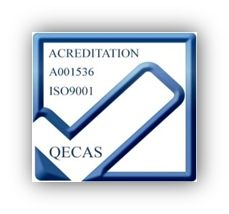 ACREDITATION
A001536
ISO9001
QECAS